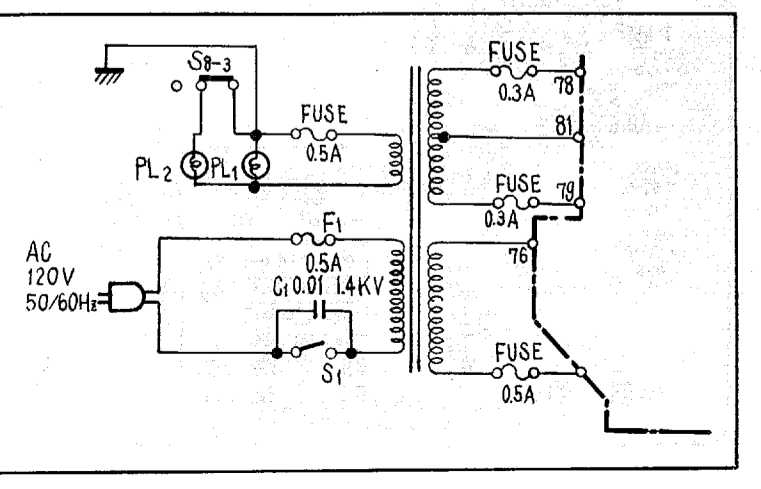 S8-3
FUSE
0.5A
PL2
PL1
FUSE
0.3A
78
81
FUSE
0.3A
79
F1
0.5A
AC
120V
50/60Hz
C1 0.01 1.4KV
S1
76
FUSE
0.5A